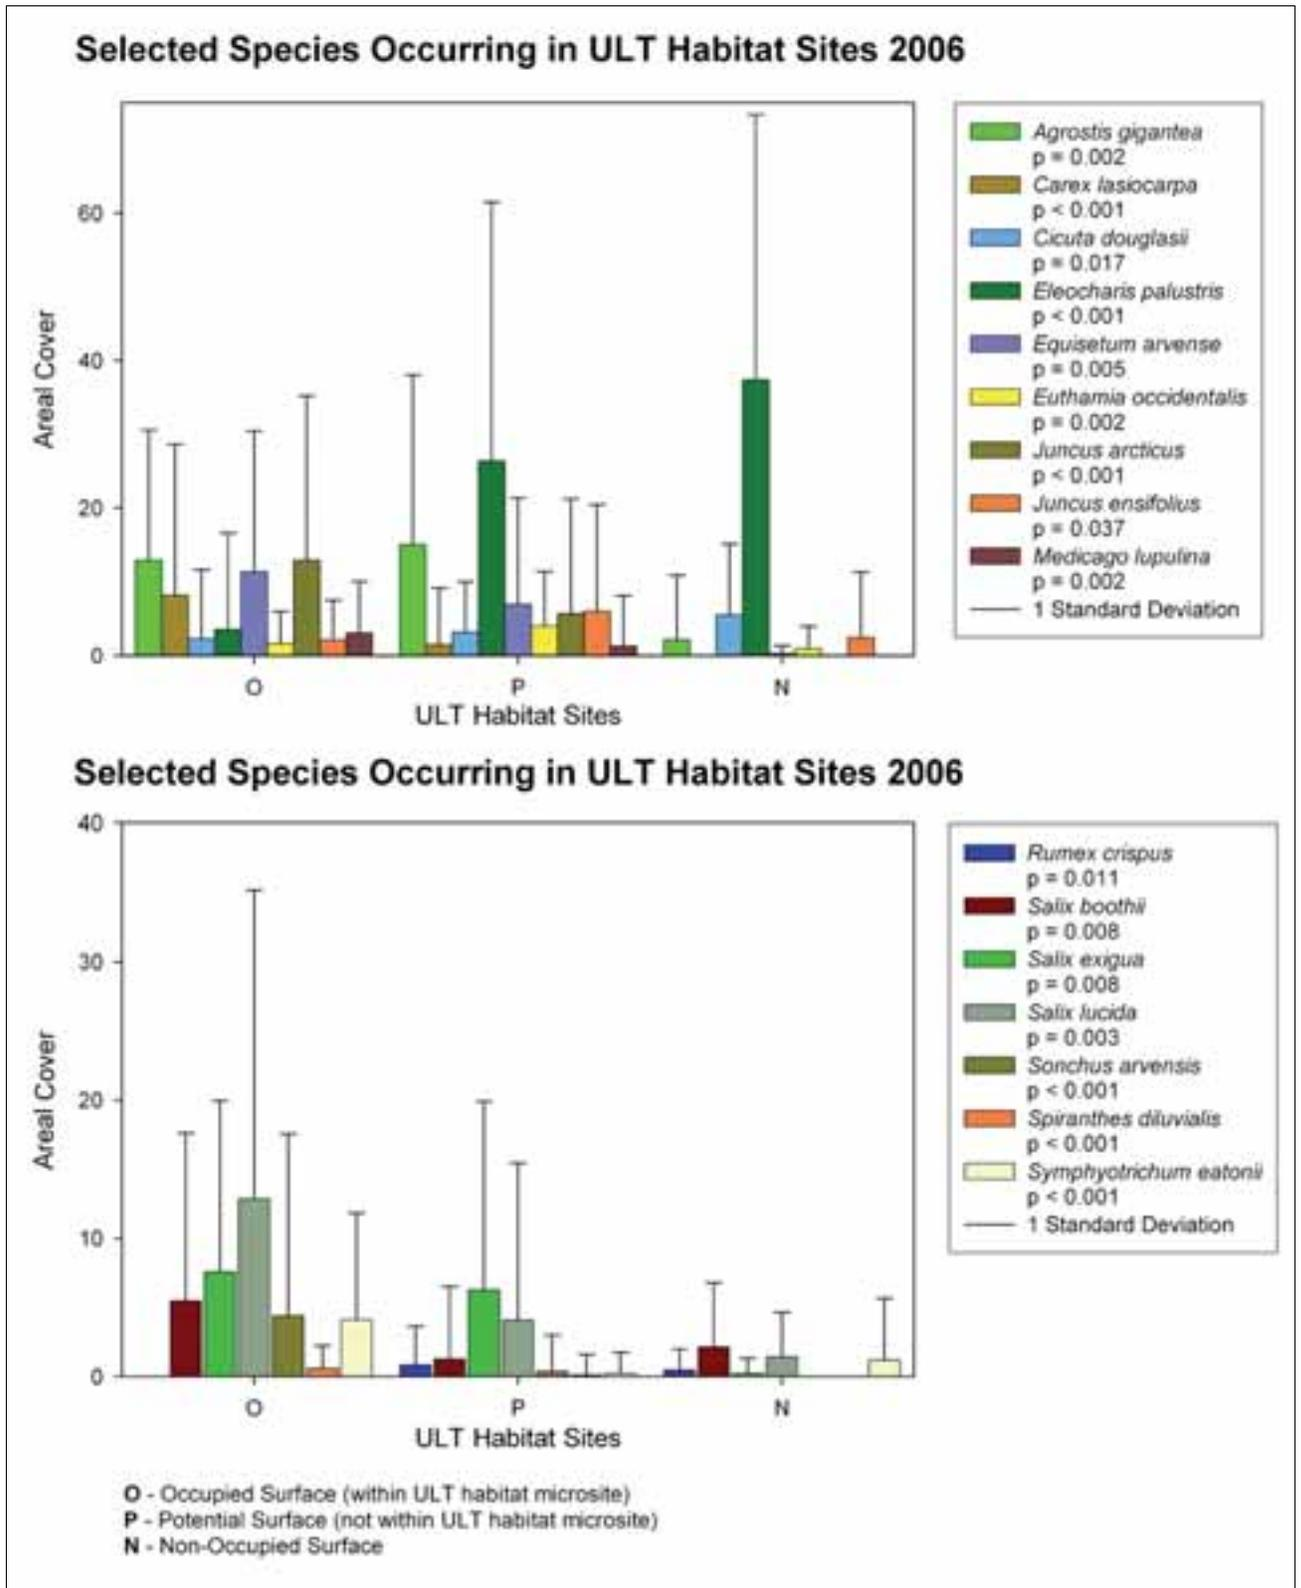 Selected Species Occurring in ULT Habitat Sites 2006
60
40
20
0
Areal Cover
O P N
ULT Habitat Sites
Agrostis gigantea
p = 0.002
Carex lasiocarpa
p < 0.001
Cicuta douglasii
p = 0.017
Eleocharis palustris
p < 0.001
Equisetum arvense
p = 0.005
Euthamia occidentalis
p = 0.002
Juncus arcticus
p < 0.001
Juncus ensifolius
p = 0.037
Medicago lupulina
p = 0.002
1 Standard Deviation
Selected Species Occurring in ULT Habitat Sites 2006
40
30
20
10
0
Areal Cover
O P N
ULT Habitat Sites
Rumex crispus
p = 0.011
Salix boothii
p = 0.008
Salix exigua
p = 0.008
Salix lucida
p = 0.003
Sonchus arvensis
p < 0.001
Spiranthes diluvialis
p < 0.001
Symphyotrichum eatonii
p < 0.001
1 Standard Deviation
O - Occupied Surface (within ULT habitat microsite)
P - Potential Surface (not within ULT habitat microsite)
N - Non-Occupied Surface